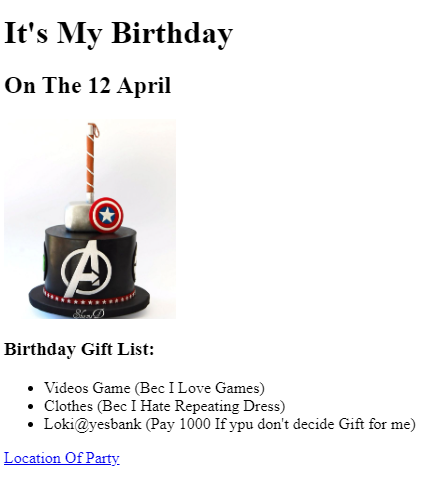 It's My Birthday
On The 12 April
Birthday Gift List:
Videos Game (Bec I Love Games)
Clothes (Bec I Hate Repeating Dress)
Loki@yesbank (Pay 1000 If ypu don't decide Gift for me)
Location Of Party